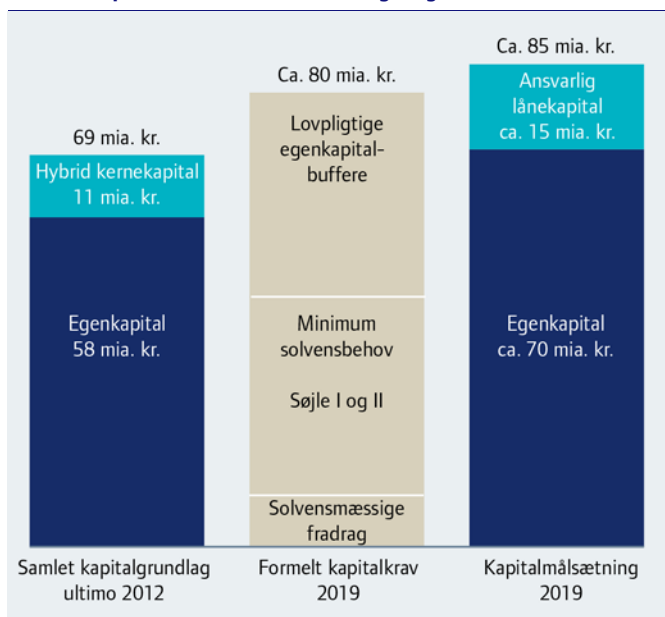 69 mia. kr.
Hybrid kernekapital
11 mia. kr.
Egenkapital
58 mia. kr.
Samlet kapitalgrundlag
ultimo 2012
Ca. 80 mia. kr.
Lovpligtige
egenkapital-
buffere
Minimum
solvensbehov
Søjle I og II
Solvensmæssige
fradrag
Formelt kapitalkrav
2019
Ca. 85 mia. kr.
Ansvarlig
lånekapital
ca. 15 mia. kr.
Egenkapital
ca. 70 mia. kr.
Kapitalmålsætning
2019